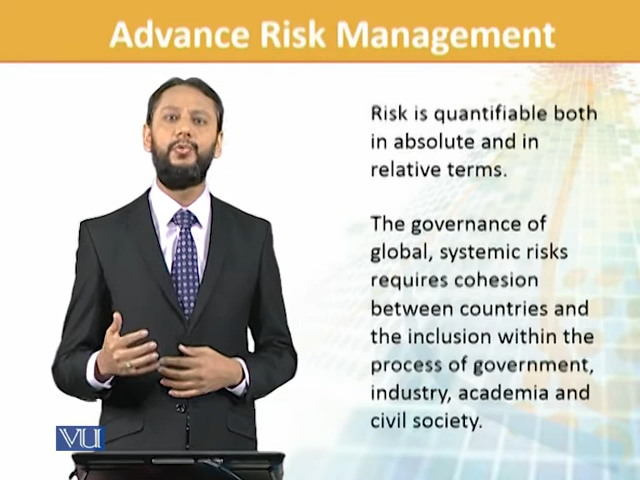 Advance Risk Management
Risk is quantifiable both
in absolute and in
relative terms.
The governance of
global, systemic risks
requires cohesion
between countries and
the inclusion within the
process of government,
industry, academia and
civil society.
VU